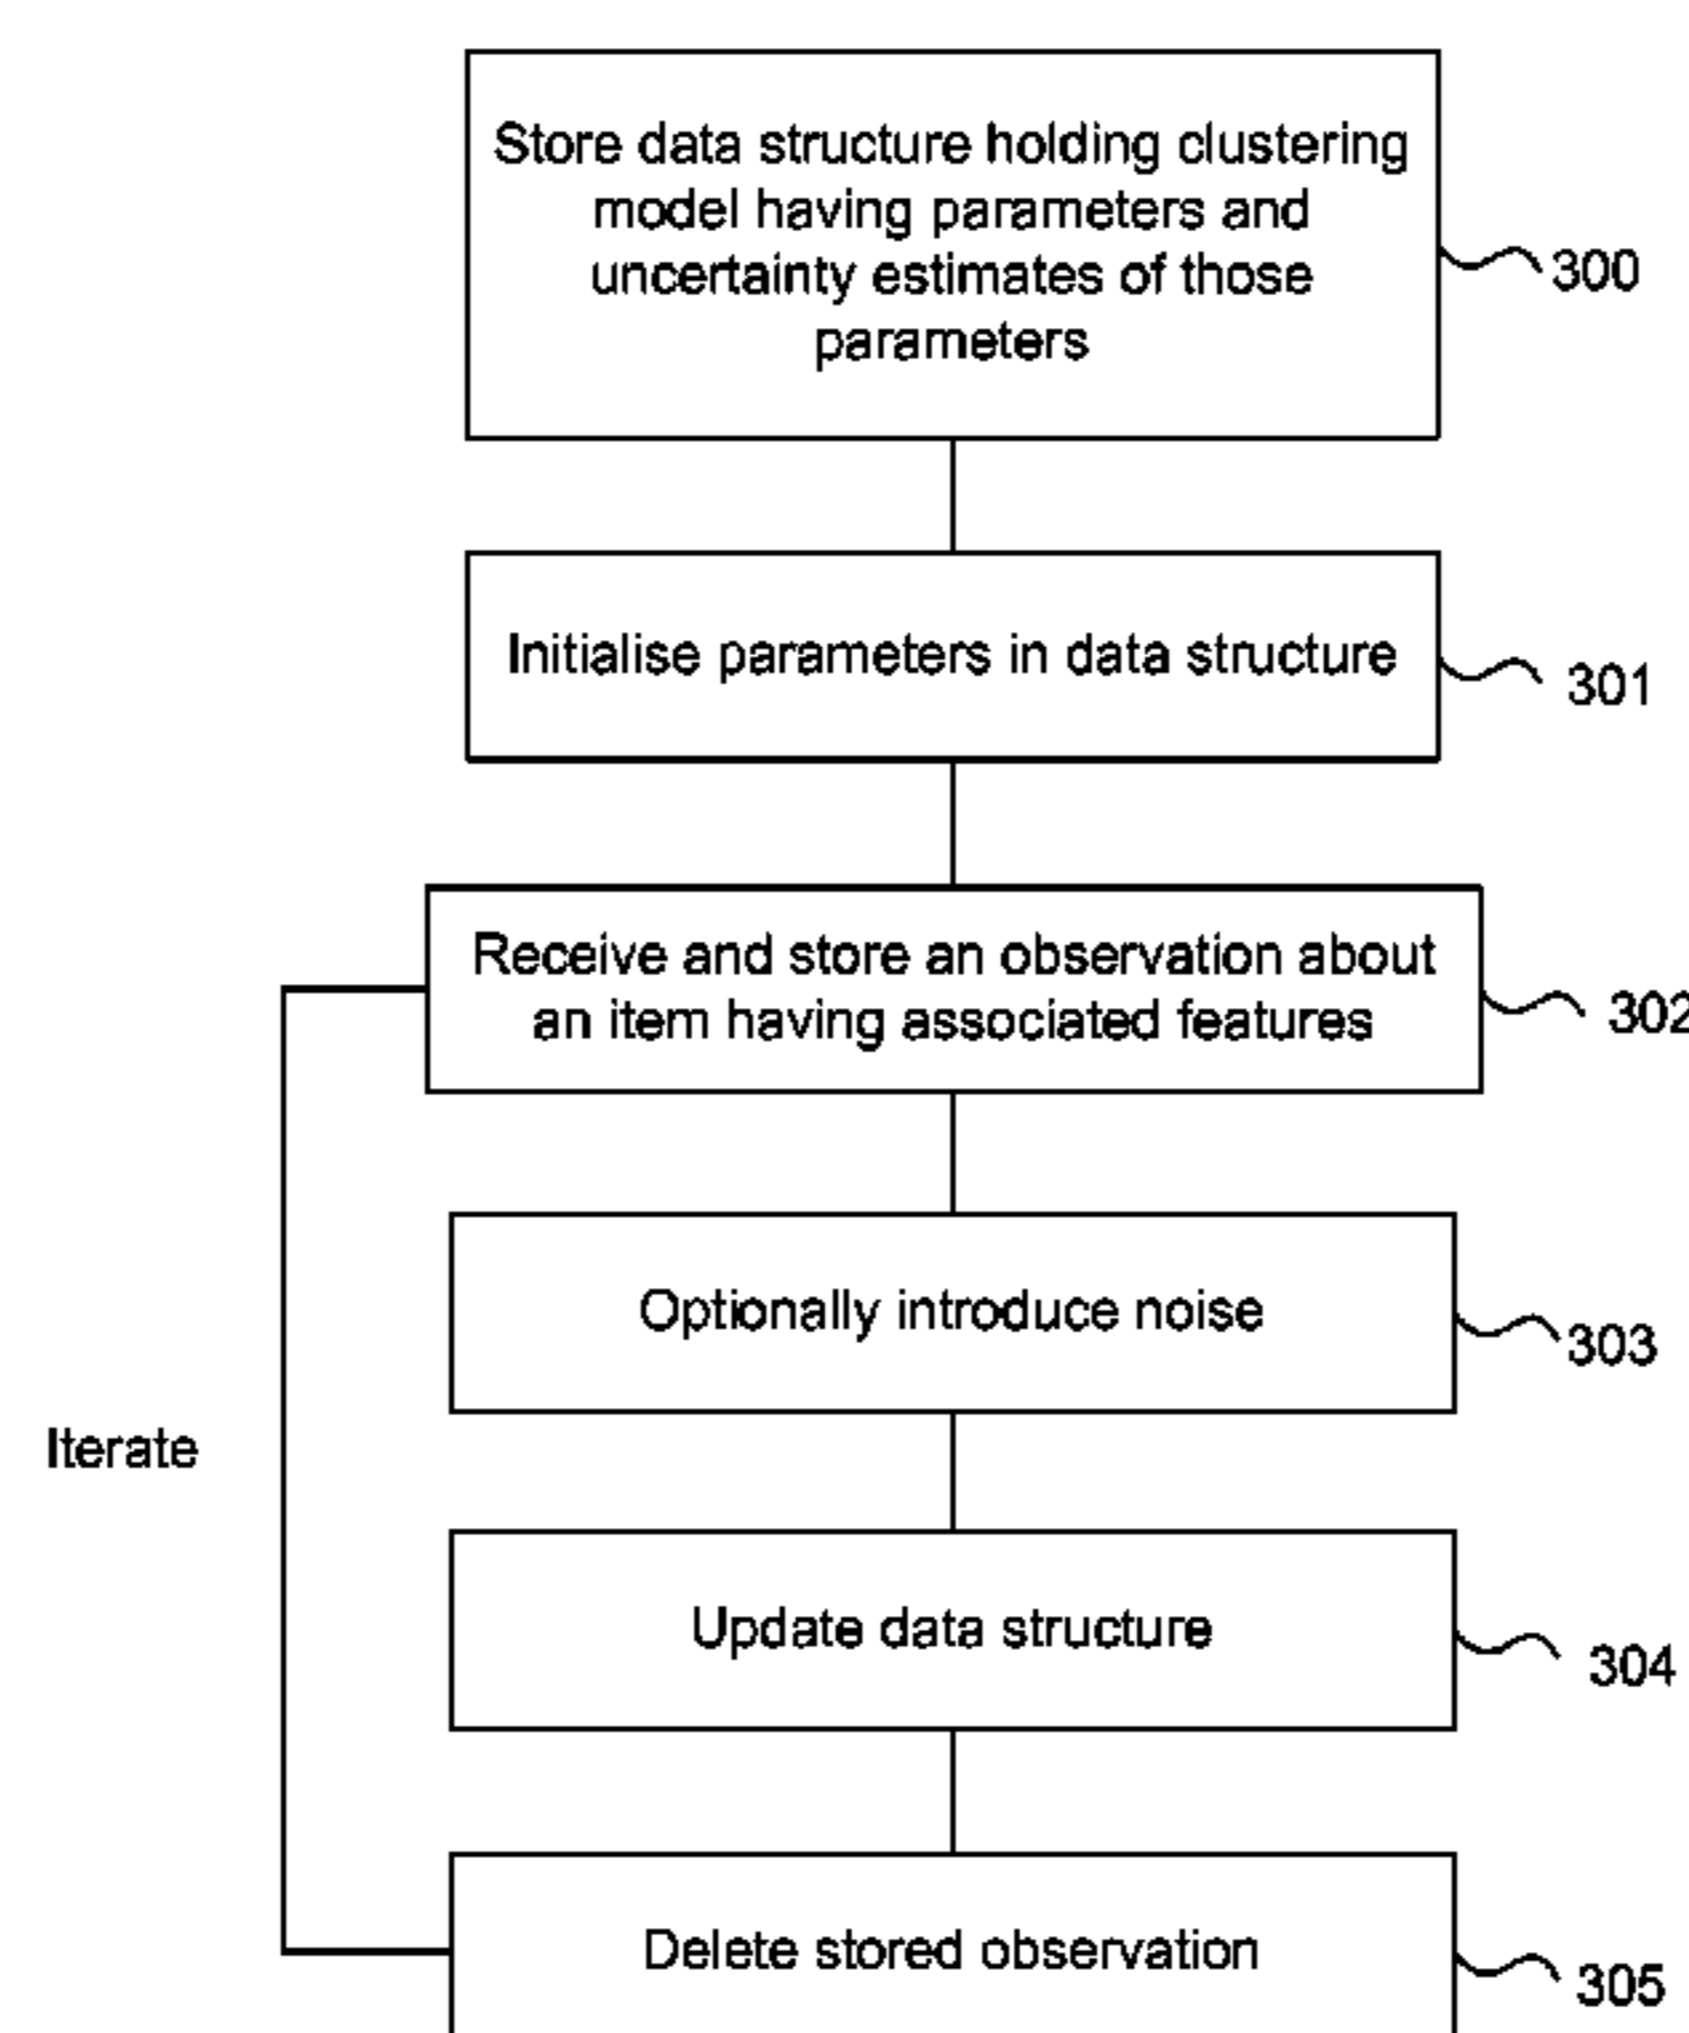 Store data structure holding clustering
model having parameters and
uncertainty estimates of those
parameters
300
Initialise parameters in data structure
301
Receive and store an observation about
an item having associated features
302
Optionally introduce noise
303
Iterate
Update data structure
304
Delete stored observation
305